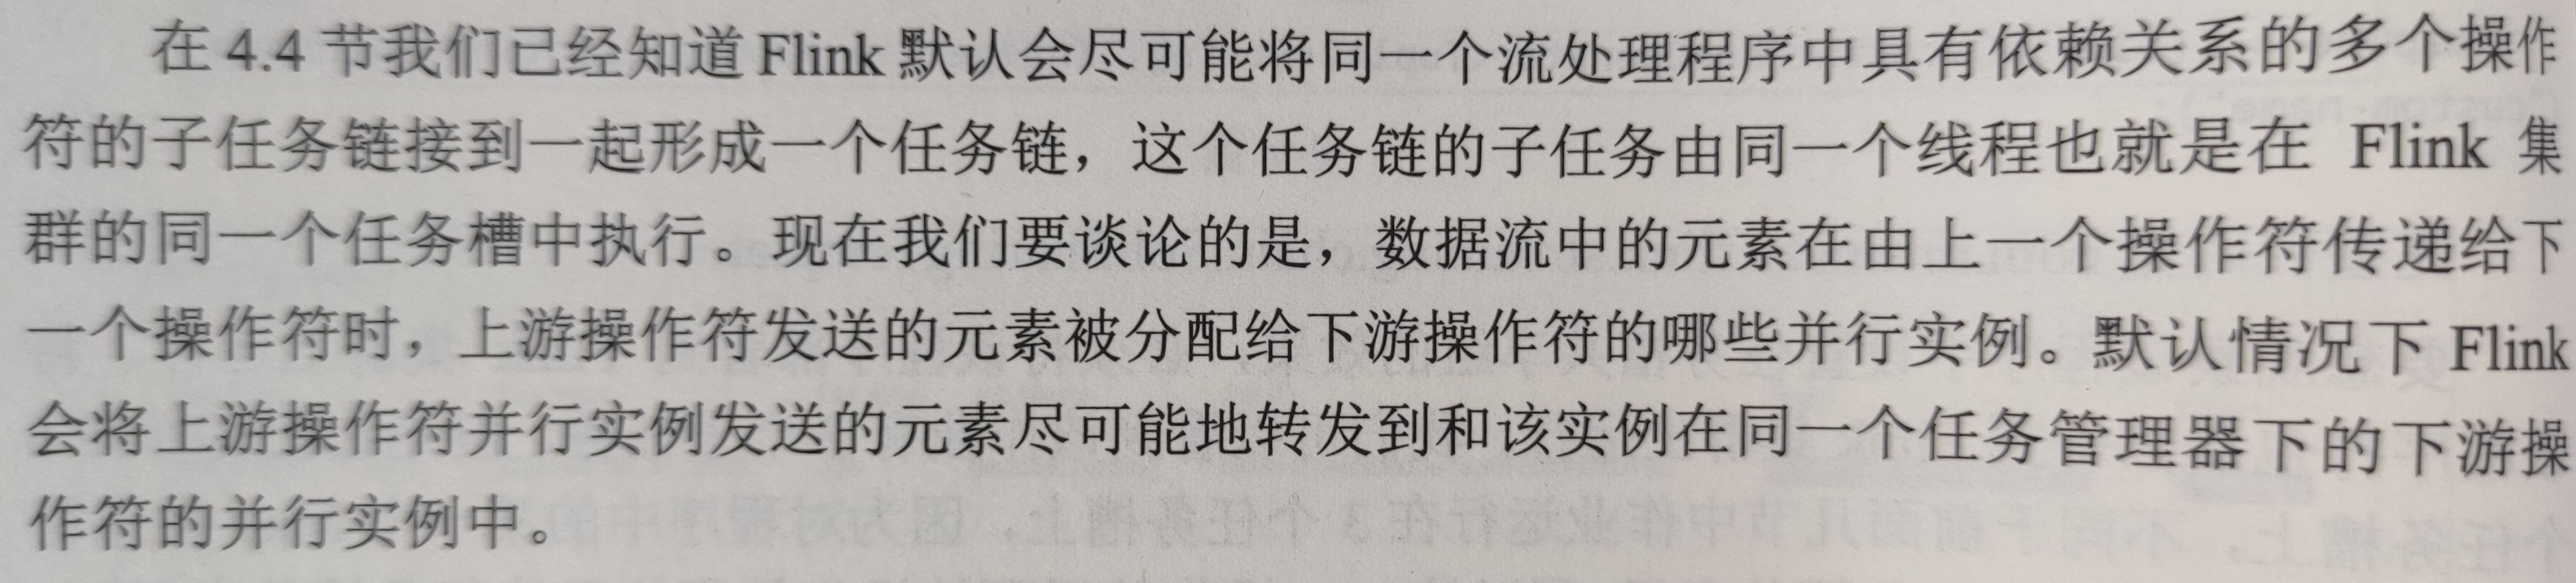 在 4.4 节我们已经知道 Flink 默认会尽可能将同一个流处理程序中具有依赖关系的多个操作
符的子任务链接到一起形成一个任务链，这个任务链的子任务由同一个线程也就是在 Flink 集
群的同一个任务槽中执行。现在我们要谈论的是，数据流中的元素在由上一个操作符传递给下
一个操作符时，上游操作符发送的元素被分配给下游操作符的哪些并行实例。默认情况下 Flink
会将上游操作符并行实例发送的元素尽可能地转发到和该实例在同一个任务管理器下的下游操
作符的并行实例中。